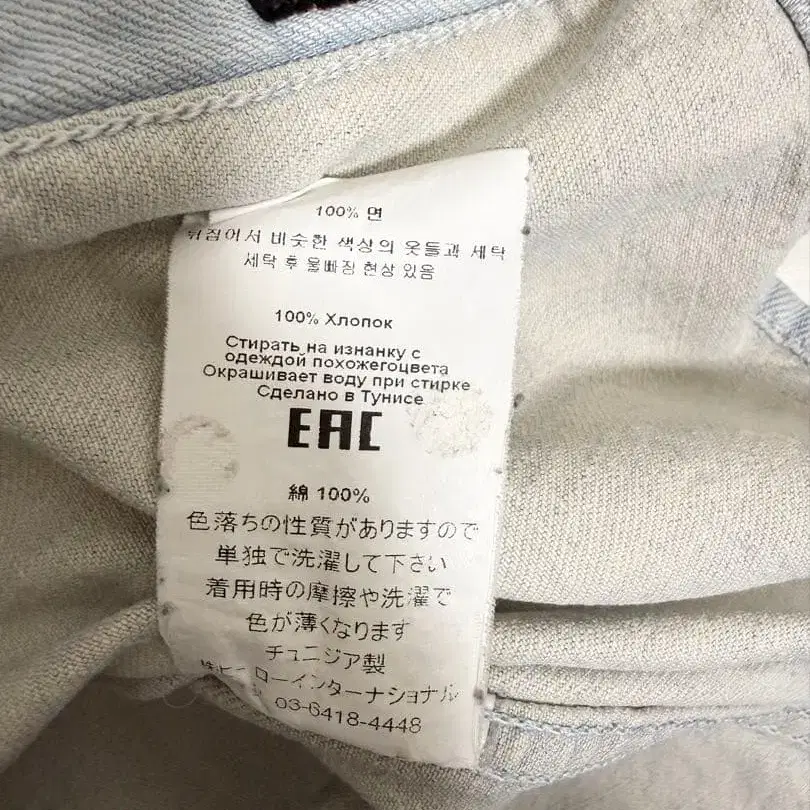 100% 면
뒤집어서 비슷한 색상의 옷들과 세탁
세탁 후 물빠짐 현상 있음
100% Хлопок
Стирать на изнанку с
одеждой похожегоцвета
Окрашивает воду при стирке
Сделано в Тунисе
EAC
綿 100%
色落ちの性質がありますので
単独で洗濯して下さい
着用時の摩擦や洗濯で
色が薄くなります
チュニジア製
ローインターナショナル
03-6418-4448